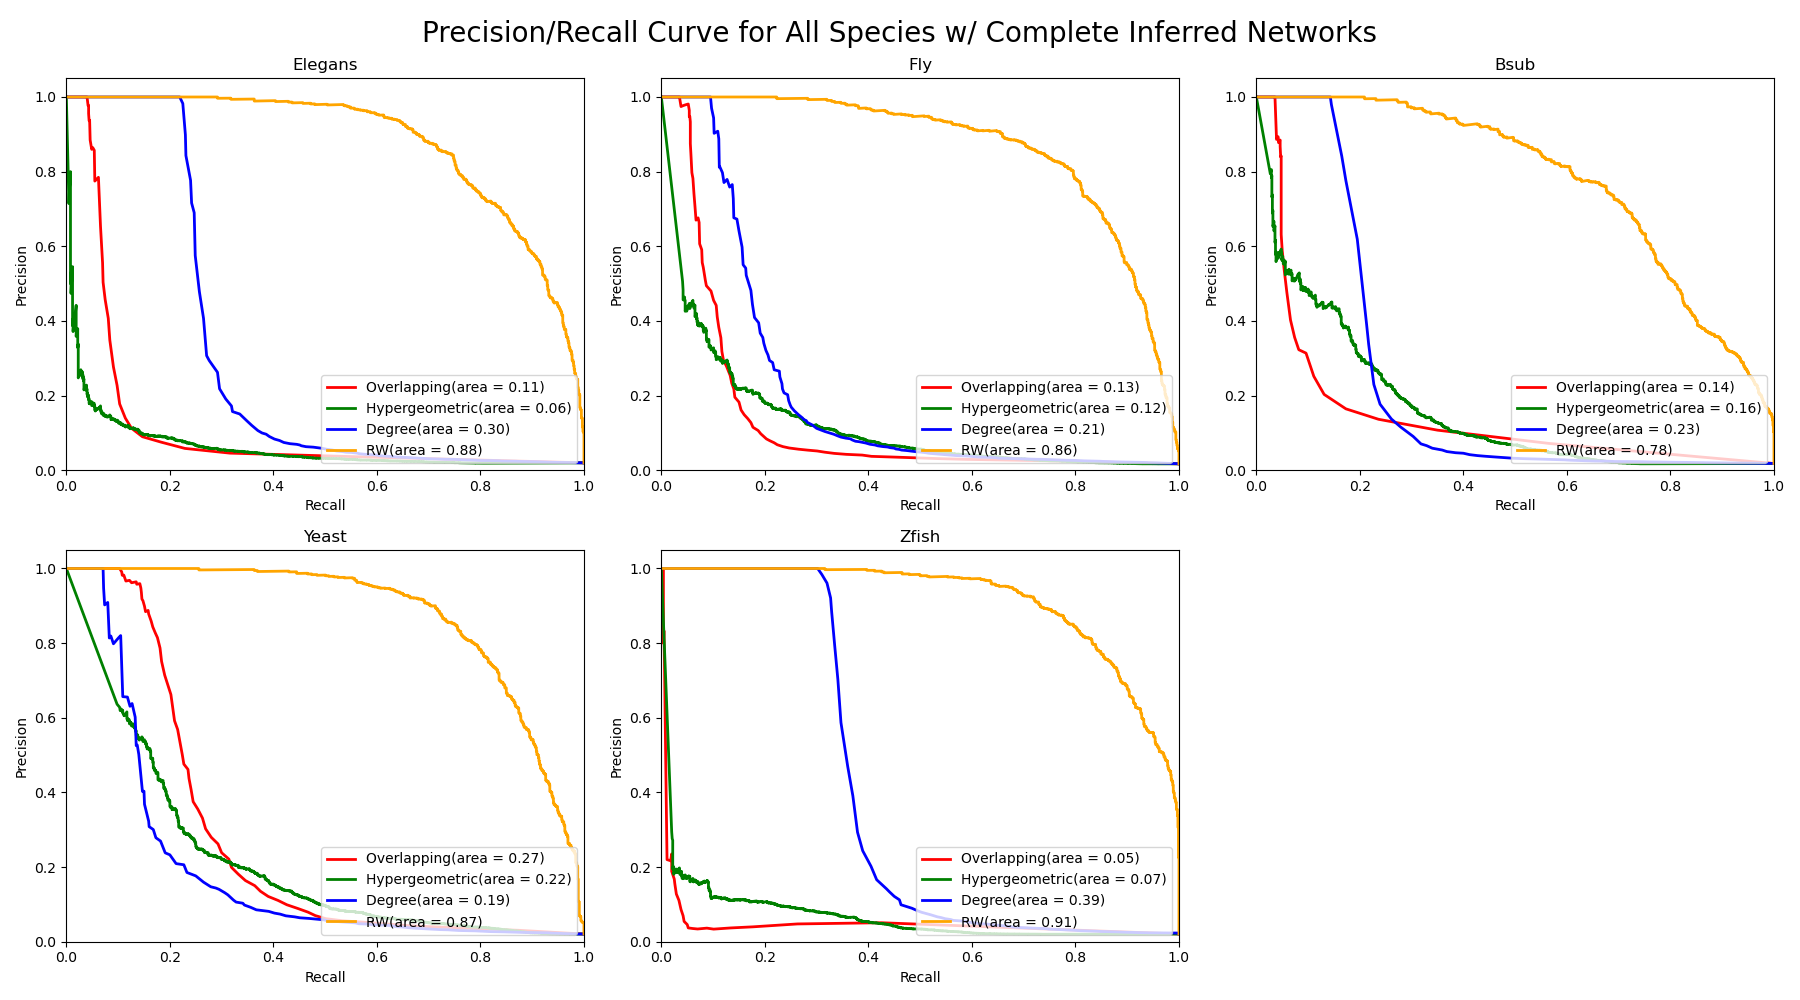 Precision/Recall Curve for All Species w/ Complete Inferred Networks
Elegans
Precision
1.0
0.8
0.6
0.4
0.2
0.0
0.0 0.2 0.4 0.6 0.8 1.0
Recall
Overlapping(area = 0.11)
Hypergeometric(area = 0.06)
Degree(area = 0.30)
RW(area = 0.88)
Fly
Precision
1.0
0.8
0.6
0.4
0.2
0.0
0.0 0.2 0.4 0.6 0.8 1.0
Recall
Overlapping(area = 0.13)
Hypergeometric(area = 0.12)
Degree(area = 0.21)
RW(area = 0.86)
Bsub
Precision
1.0
0.8
0.6
0.4
0.2
0.0
0.0 0.2 0.4 0.6 0.8 1.0
Recall
Overlapping(area = 0.14)
Hypergeometric(area = 0.16)
Degree(area = 0.23)
RW(area = 0.78)
Yeast
Precision
1.0
0.8
0.6
0.4
0.2
0.0
0.0 0.2 0.4 0.6 0.8 1.0
Recall
Overlapping(area = 0.27)
Hypergeometric(area = 0.22)
Degree(area = 0.19)
RW(area = 0.87)
Zfish
Precision
1.0
0.8
0.6
0.4
0.2
0.0
0.0 0.2 0.4 0.6 0.8 1.0
Recall
Overlapping(area = 0.05)
Hypergeometric(area = 0.07)
Degree(area = 0.39)
RW(area = 0.91)